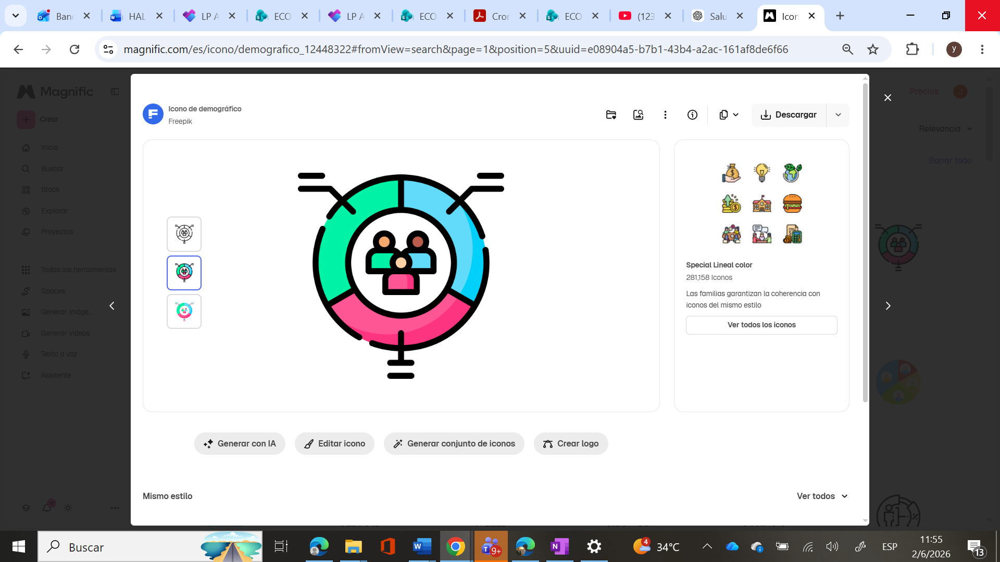 Ban
HAL
LP A
ECO
LP A
ECO
Cror
ECO
(123
Salu
Icon
magnific.com/es/icono/demografico_12448322#fromView=search&page=1&position=5&uuid=e08904a5-b7b1-43b4-a2ac-161af8de6f66
y
Magnific
Crear
Inicio
Buscar
Stock
Explorar
Proyectos
Todas las herramientas
Spaces
Generar imáge...
Generar videos
Texto a voz
Asistente
17
Precios
J
Relevancia
Borrar todo
Icono de demográfico
Freepik
Descargar
Special Lineal color
281,158 Iconos
Las familias garantizan la coherencia con
iconos del mismo estilo
Ver todos los iconos
Generar con IA
Editar icono
Generar conjunto de iconos
Crear logo
Mismo estilo
Ver todos
Buscar
9+
4
34°C
ESP
11:55
2/6/2026
13